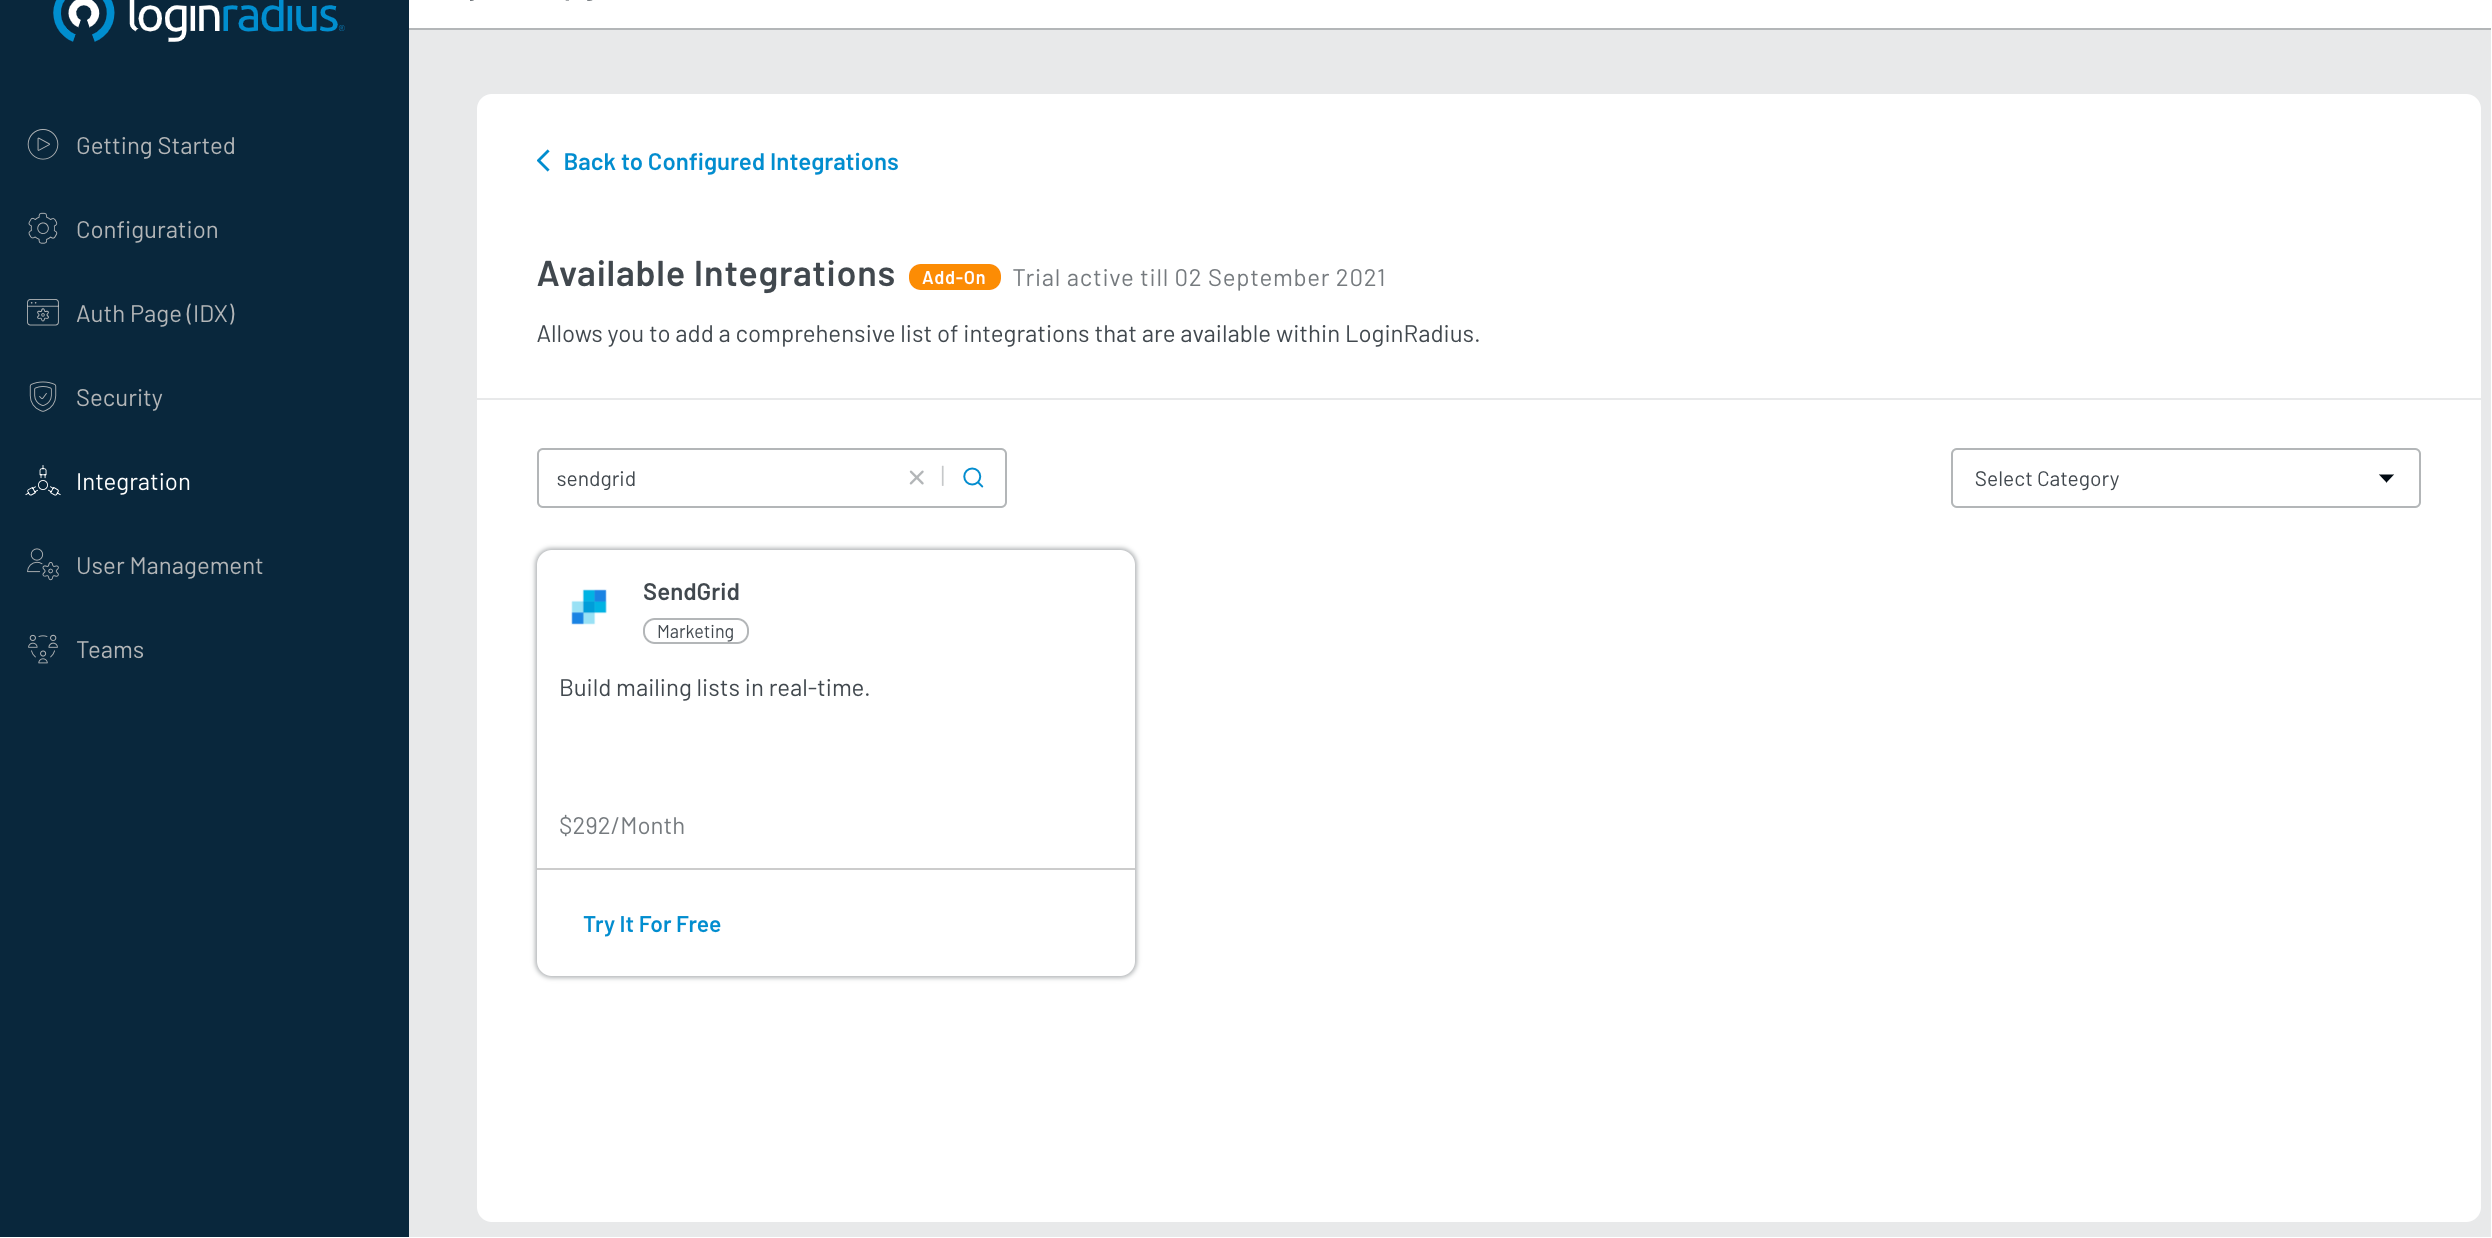 loginradius
Getting Started
Configuration
Auth Page (IDX)
Security
Integration
User Management
Teams
Back to Configured Integrations
Available Integrations Add-On Trial active till 02 September 2021
Allows you to add a comprehensive list of integrations that are available within LoginRadius.
sendgrid
Select Category
SendGrid
Marketing
Build mailing lists in real-time.
$292/Month
Try It For Free